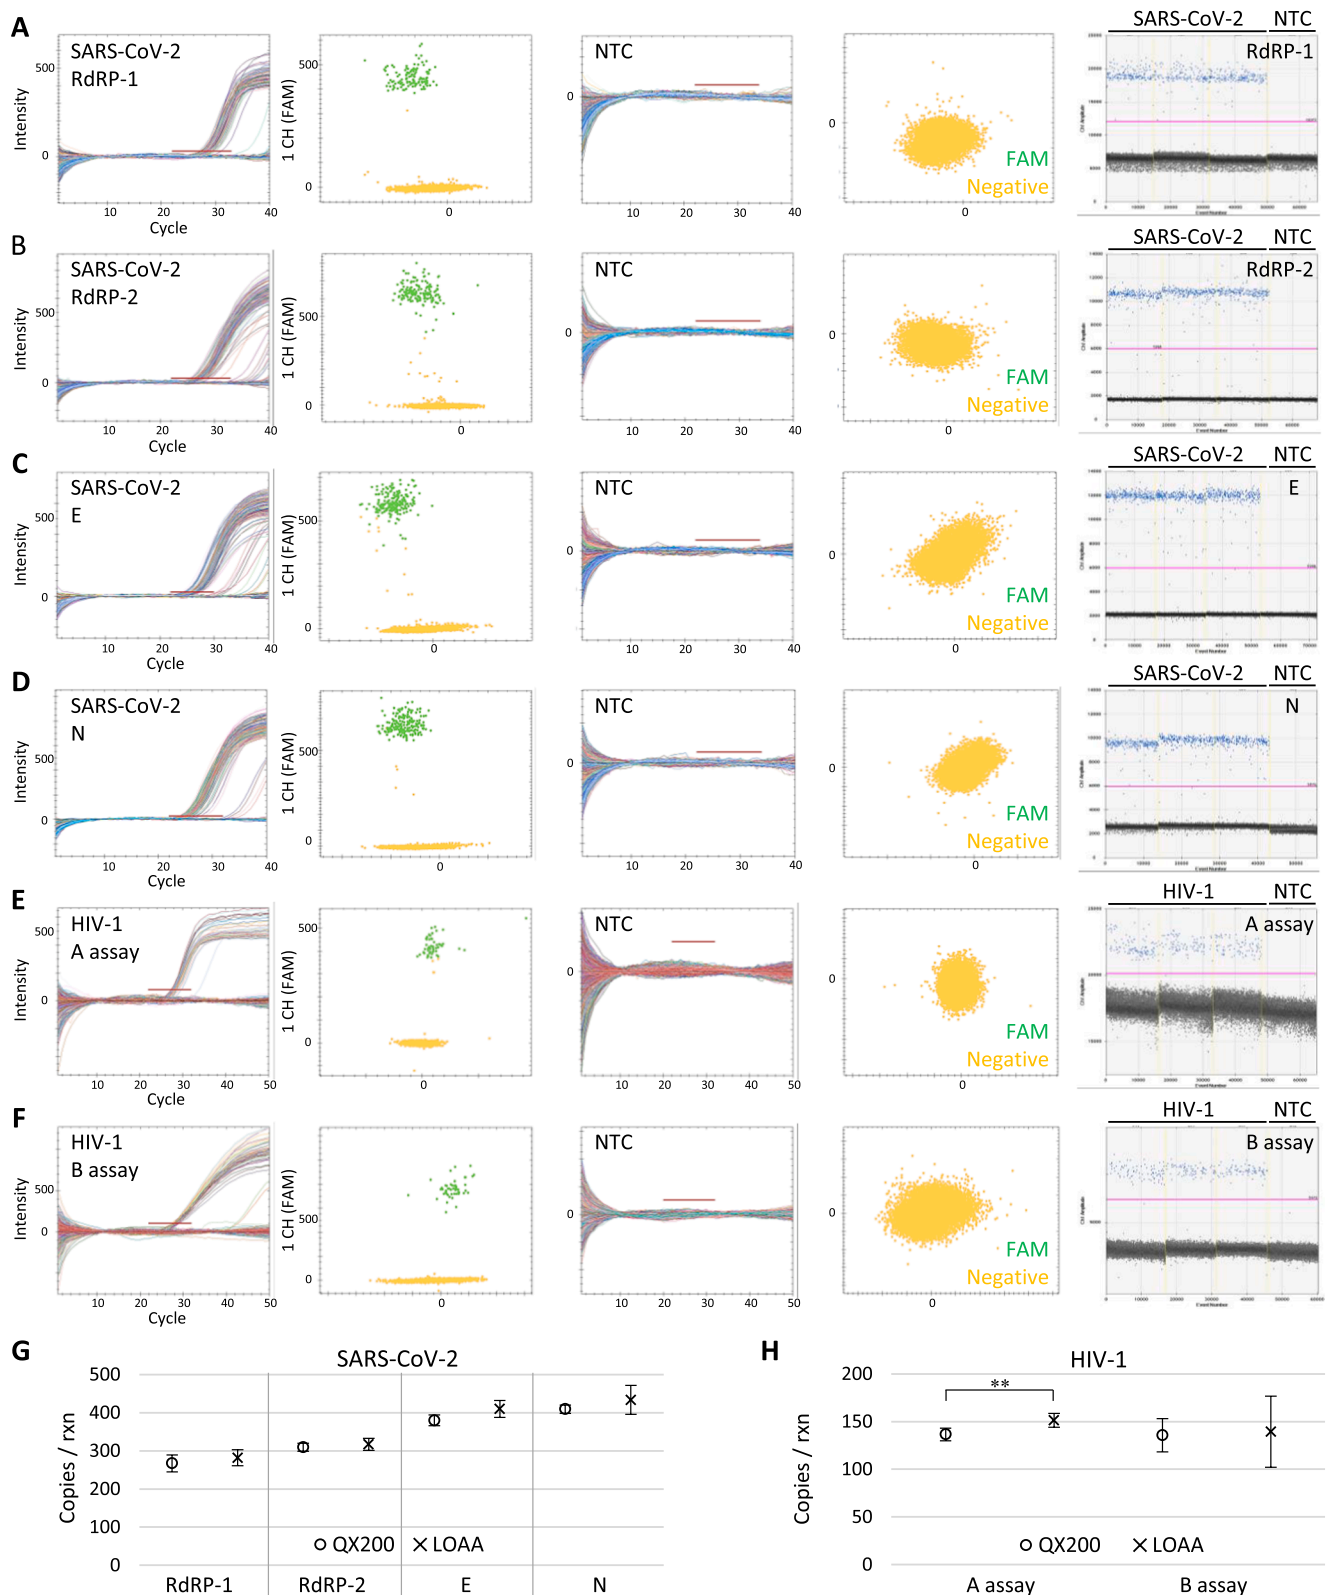 A
SARS-CoV-2
RdRP-1
Intensity
500
0
10 20 30 40
Cycle
1 CH (FAM)
500
0
0
NTC
0
10 20 30 40
0
FAM
Negative
0
SARS-CoV-2 NTC
RdRP-1
B
SARS-CoV-2
RdRP-2
Intensity
500
0
10 20 30 40
Cycle
1 CH (FAM)
500
0
0
NTC
0
10 20 30 40
0
FAM
Negative
0
SARS-CoV-2 NTC
RdRP-2
C
SARS-CoV-2
E
Intensity
500
0
10 20 30 40
Cycle
1 CH (FAM)
500
0
0
NTC
0
10 20 30 40
0
FAM
Negative
0
SARS-CoV-2 NTC
E
D
SARS-CoV-2
N
Intensity
500
0
10 20 30 40
Cycle
1 CH (FAM)
500
0
0
NTC
0
10 20 30 40
0
FAM
Negative
0
SARS-CoV-2 NTC
N
E
HIV-1
A assay
Intensity
500
0
10 20 30 40 50
Cycle
1 CH (FAM)
500
0
0
NTC
0
10 20 30 40 50
0
FAM
Negative
0
HIV-1 NTC
A assay
F
HIV-1
B assay
Intensity
500
0
10 20 30 40 50
Cycle
1 CH (FAM)
500
0
0
NTC
0
10 20 30 40 50
0
FAM
Negative
0
HIV-1 NTC
B assay
G
SARS-CoV-2
Copies / rxn
500
400
300
200
100
0
QX200 LOAA
RdRP-1 RdRP-2 E N
H
HIV-1
Copies / rxn
200
150
100
50
0
**
QX200 LOAA
A assay B assay